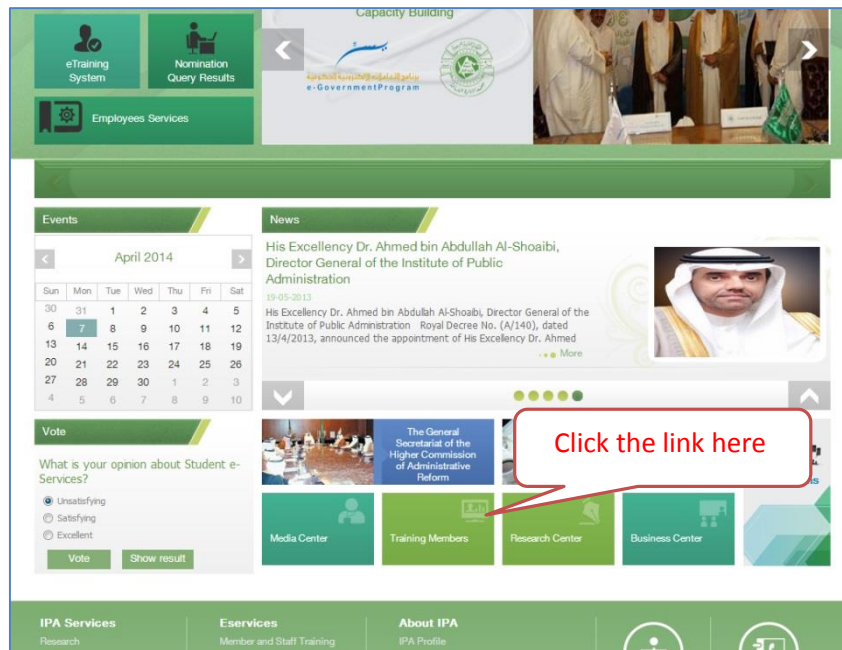 Capacity Building
eTraining
System
Nomination
Query Results
e-GovernmentProgram
Employees Services
Events
April 2014
Sun Mon Tue Wed Thu Fri Sat
30 31 1 2 3 4 5
6 7 8 9 10 11 12
13 14 15 16 17 18 19
20 21 22 23 24 25 26
27 28 29 30 1 2 3
4 5 6 7 8 9 10
News
His Excellency Dr. Ahmed bin Abdullah Al-Shoaibi,
Director General of the Institute of Public
Administration
19-05-2013
His Excellency Dr. Ahmed bin Abdullah Al-Shoaibi, Director General of the
Institute of Public Administration Royal Decree No. (A/140), dated
13/4/2013, announced the appointment of His Excellency Dr. Ahmed
More
Vote
What is your opinion about Student e-
Services?
Unsatisfying
Satisfying
Excellent
Vote Show result
The General
Secretariat of the
Higher Commission
of Administrative
Reform
Click the link here
Media Center
Training Members
Research Center
Business Center
IPA Services
Research
Eservices
Member and Staff Training
About IPA
IPA Profile